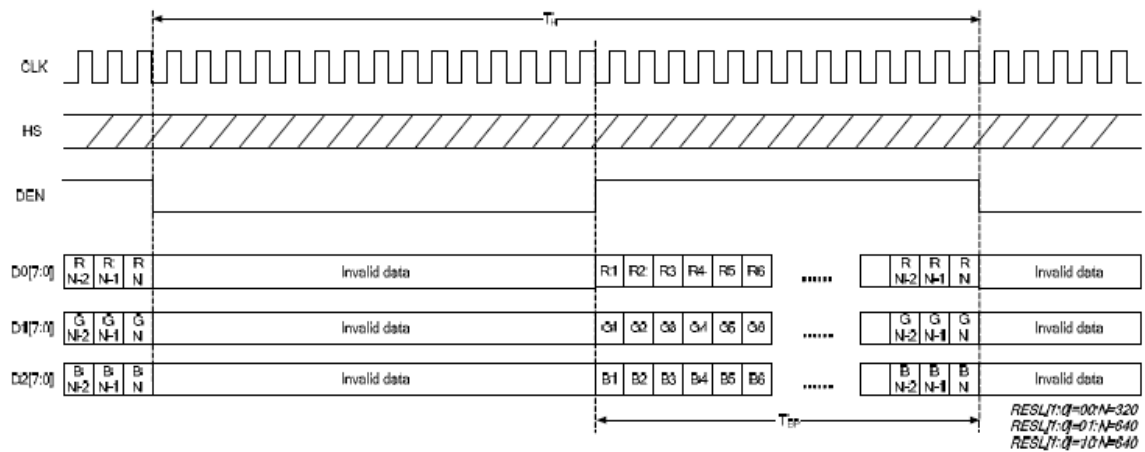 TH
CLK
HS
DEN
D0[7:0] R N-2 R N-1 R N Invalid data R1 R2 R3 R4 R5 R6 ...... R N-2 R N-1 R N Invalid data
D1[7:0] G N-2 G N-1 G N Invalid data G1 G2 G3 G4 G5 G6 ...... G N-2 G N-1 G N Invalid data
D2[7:0] B N-2 B N-1 B N Invalid data B1 B2 B3 B4 B5 B6 ...... B N-2 B N-1 B N Invalid data
TEP
RESL[1:0]=00:N=320
RESL[1:0]=01:N=640
RESL[1:0]=10:N=640